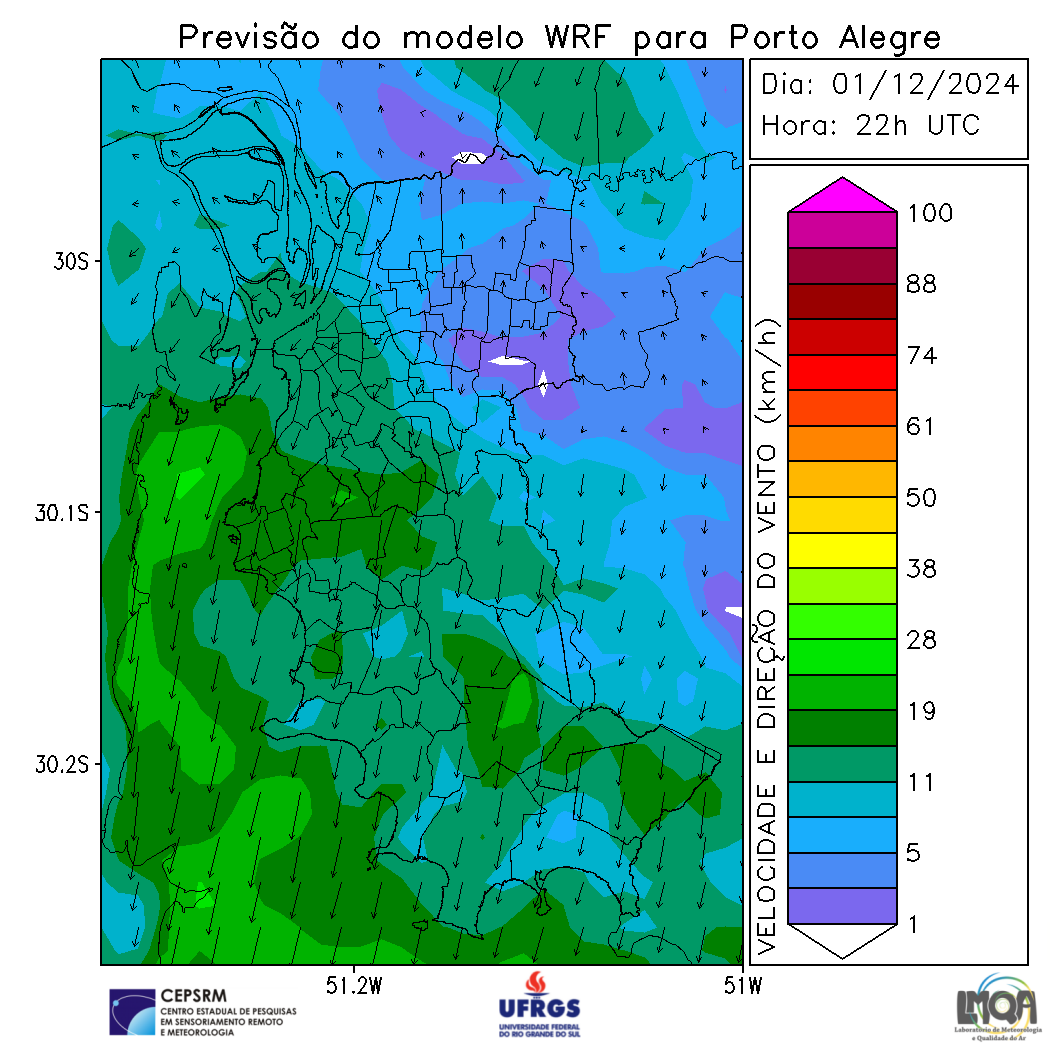 Previsão do modelo WRF para Porto Alegre
Dia: 01/12/2024
Hora: 22h UTC
30S
30.1S
30.2S
51.2W
51W
VELOCIDADE E DIREÇÃO DO VENTO (km/h)
100
88
74
61
50
38
28
19
11
5
1
CEPSRM
CENTRO ESTADUAL DE PESQUISAS
EM SENSORIAMENTO REMOTO
E METEOROLOGIA
UFRGS
UNIVERSIDADE FEDERAL
DO RIO GRANDE DO SUL
LMQA
Laboratório de Meteorologia
e Qualidade do Ar